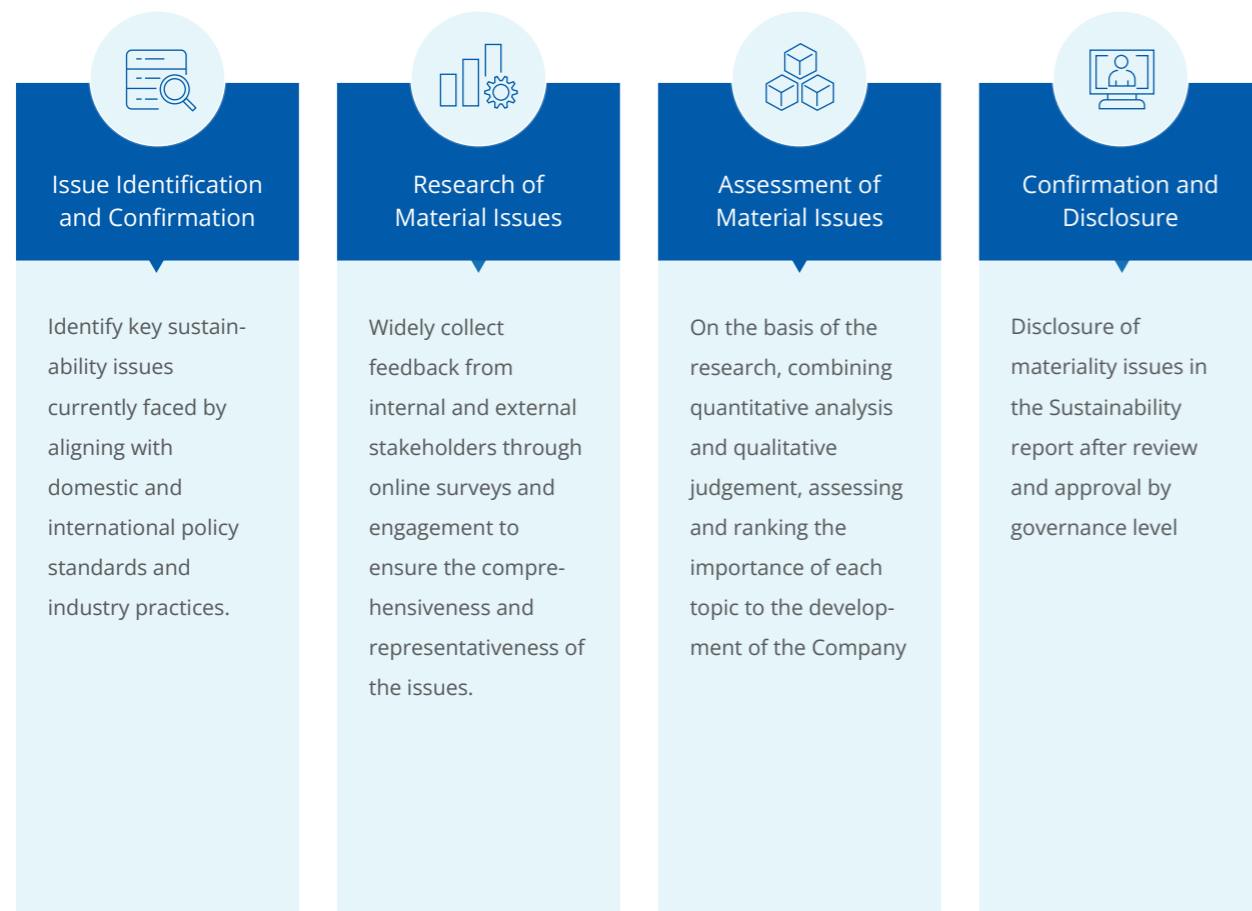 Issue Identification
and Confirmation
Identify key sustain-
ability issues
currently faced by
aligning with
domestic and
international policy
standards and
industry practices.
Research of
Material Issues
Widely collect
feedback from
internal and external
stakeholders through
online surveys and
engagement to
ensure the compre-
hensiveness and
representativeness of
the issues.
Assessment of
Material Issues
On the basis of the
research, combining
quantitative analysis
and qualitative
judgement, assessing
and ranking the
importance of each
topic to the develop-
ment of the Company
Confirmation and
Disclosure
Disclosure of
materiality issues in
the Sustainability
report after review
and approval by
governance level